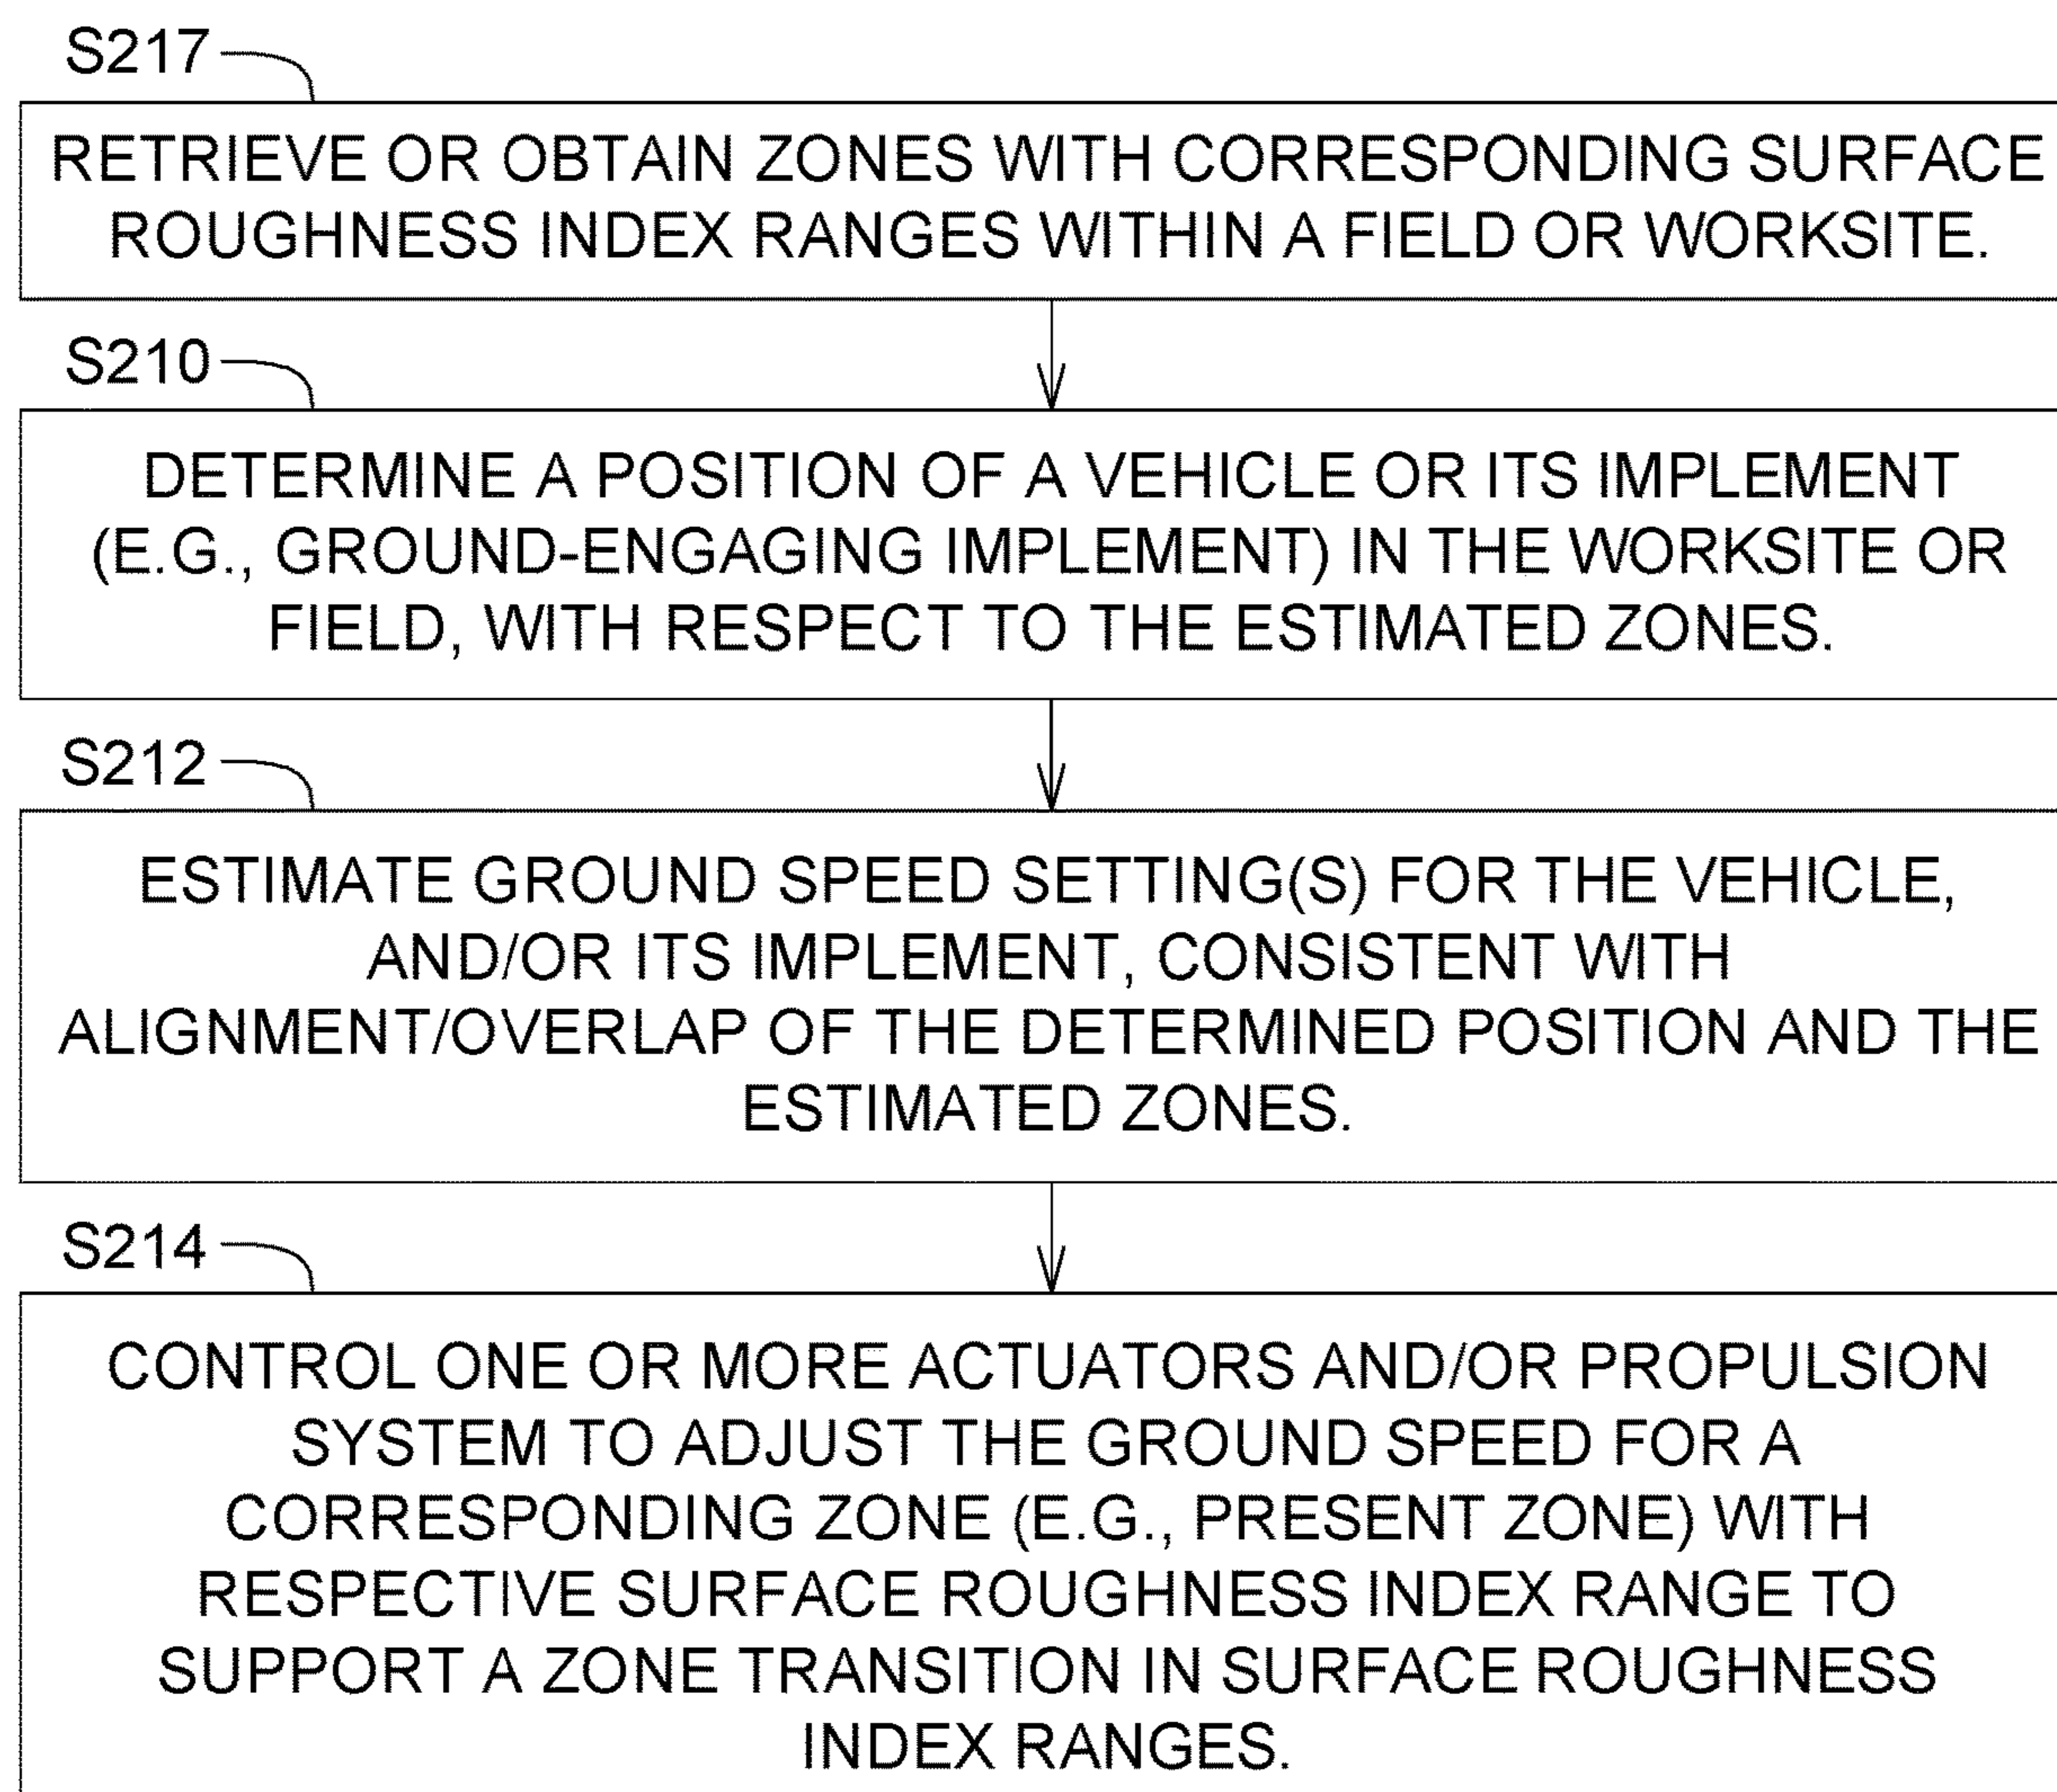 S217
RETRIEVE OR OBTAIN ZONES WITH CORRESPONDING SURFACE
ROUGHNESS INDEX RANGES WITHIN A FIELD OR WORKSITE.
S210
DETERMINE A POSITION OF A VEHICLE OR ITS IMPLEMENT
(E.G., GROUND-ENGAGING IMPLEMENT) IN THE WORKSITE OR
FIELD, WITH RESPECT TO THE ESTIMATED ZONES.
S212
ESTIMATE GROUND SPEED SETTING(S) FOR THE VEHICLE,
AND/OR ITS IMPLEMENT, CONSISTENT WITH
ALIGNMENT/OVERLAP OF THE DETERMINED POSITION AND THE
ESTIMATED ZONES.
S214
CONTROL ONE OR MORE ACTUATORS AND/OR PROPULSION
SYSTEM TO ADJUST THE GROUND SPEED FOR A
CORRESPONDING ZONE (E.G., PRESENT ZONE) WITH
RESPECTIVE SURFACE ROUGHNESS INDEX RANGE TO
SUPPORT A ZONE TRANSITION IN SURFACE ROUGHNESS
INDEX RANGES.